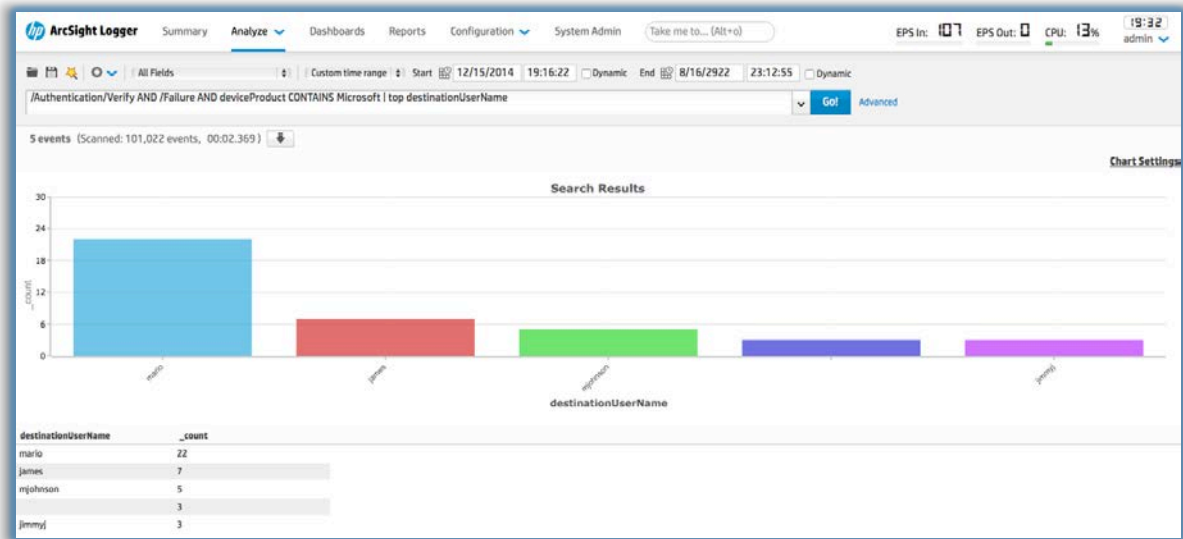 hp ArcSight Logger Summary Analyze Dashboards Reports Configuration System Admin Take me to... (Alt+o) EPS In: 107 EPS Out: 0 CPU: 13% 19:32
admin
All Fields Custom time range Start 12/15/2014 19:16:22 Dynamic End 8/16/2922 23:12:55 Dynamic
/Authentication/Verify AND /Failure AND deviceProduct CONTAINS Microsoft | top destinationUserName Go! Advanced
5 events (Scanned: 101,022 events, 00:02.369 )
Chart Settings
Search Results
30
24
18
12
6
0
_count
mario james mjohnson jimmyj
destinationUserName
destinationUserName _count
mario 22
james 7
mjohnson 5
3
jimmyj 3